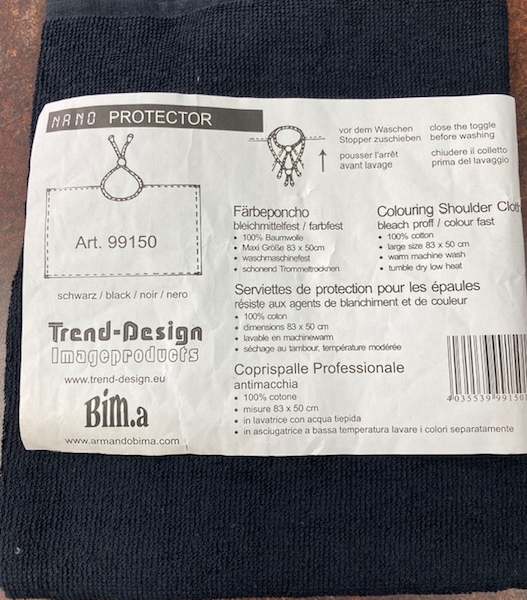 NANO PROTECTOR
vor dem Waschen
Stopper zuschieben
close the toggle
before washing
pousser l'arrêt
avant lavage
chiudere il colletto
prima del lavaggio
Art. 99150
schwarz / black / noir / nero
Trend-Design
Imageproducts
www.trend-design.eu
BiM.a
www.armandobima.com
Färbeponcho
bleichmittelfest / farbfest
• 100% Baumwolle
• Maxi Größe 83 x 50cm
• waschmaschinefest
• schonend Trommeltrocknen
Colouring Shoulder Cloth
bleach proff / colour fast
• 100% cotton
• large size 83 x 50 cm
• warm machine wash
• tumble dry low heat
Serviettes de protection pour les épaules
résiste aux agents de blanchiment et de couleur
• 100% coton
• dimensions 83 x 50 cm
• lavable en machinewarm
• séchage au tambour, température modérée
Coprispalle Professionale
antimacchia
• 100% cotone
• misure 83 x 50 cm
• in lavatrice con acqua tiepida
• in asciugatrice a bassa temperatura lavare i colori separatamente
4 035539 99150